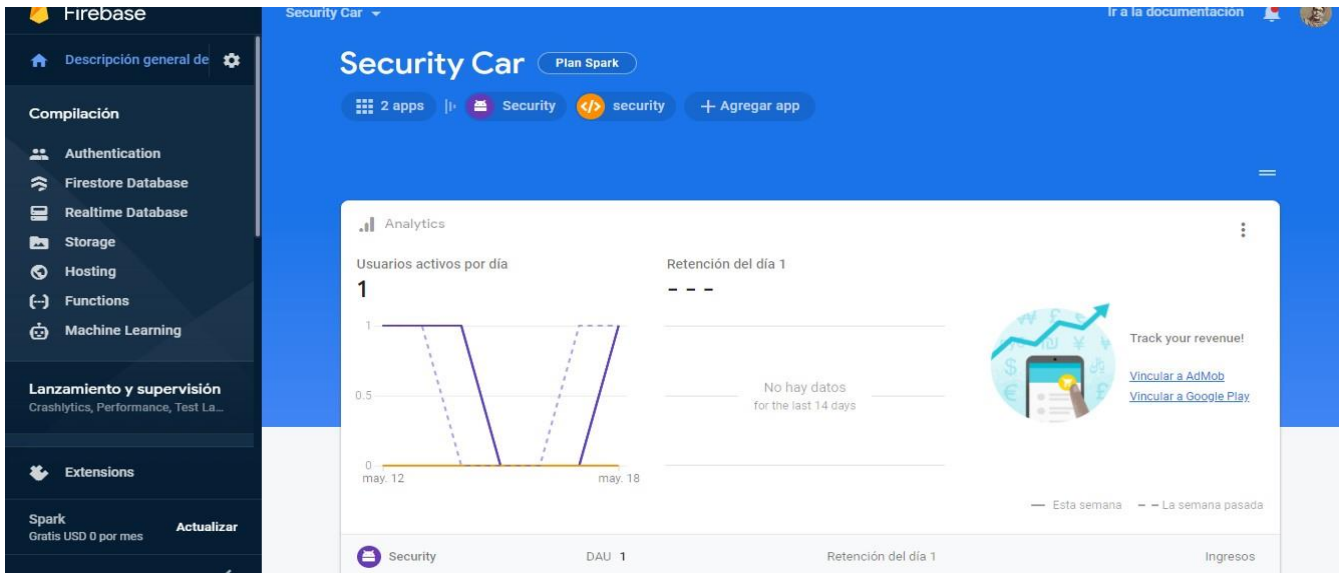 Firebase
Security Car
Ir a la documentación
Descripción general de
Security Car Plan Spark
2 apps Security security + Agregar app
Compilación
Authentication
Firestore Database
Realtime Database
Storage
Hosting
Functions
Machine Learning
Lanzamiento y supervisión
Crashlytics, Performance, Test La...
Extensions
Spark
Gratis USD 0 por mes
Actualizar
Analytics
Usuarios activos por día
1
1
0.5
0
may. 12 may. 18
Retención del día 1
- - -
No hay datos
for the last 14 days
Track your revenue!
Vincular a AdMob
Vincular a Google Play
Esta semana La semana pasada
Security DAU 1 Retención del día 1 Ingresos